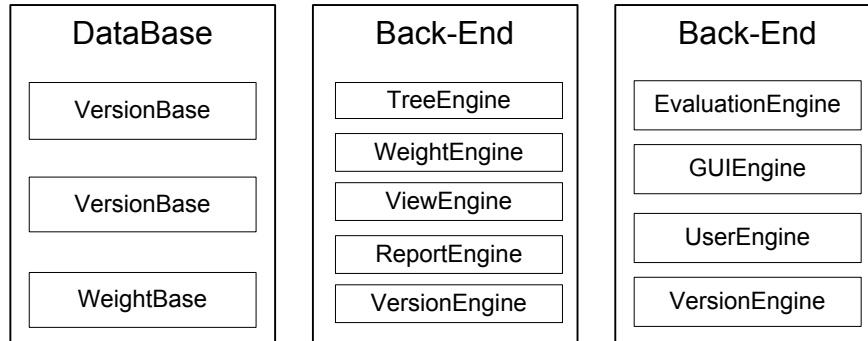 DataBase
VersionBase
VersionBase
WeightBase
Back-End
TreeEngine
WeightEngine
ViewEngine
ReportEngine
VersionEngine
Back-End
EvaluationEngine
GUIEngine
UserEngine
VersionEngine